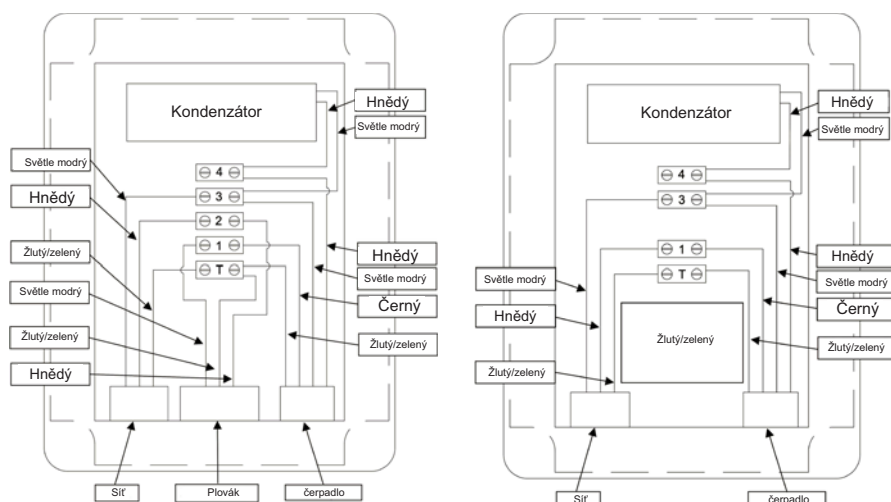 Kondenzátor
Hnědý
Světle modrý
Světle modrý
Hnědý
Žlutý/zelený
Světle modrý
Žlutý/zelený
Hnědý
4
3
2
1
T
Hnědý
Světle modrý
Černý
Žlutý/zelený
Síť
Plovák
čerpadlo
Kondenzátor
Hnědý
Světle modrý
4
3
1
T
Světle modrý
Hnědý
Žlutý/zelený
Žlutý/zelený
Hnědý
Světle modrý
Černý
Žlutý/zelený
Síť
čerpadlo